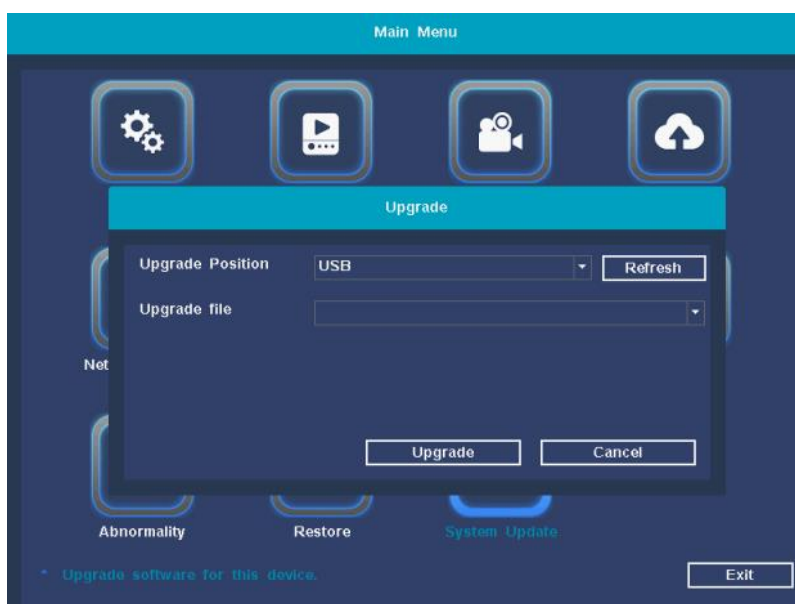 Main Menu
Upgrade
Upgrade Position USB Refresh
Upgrade file
Net
Upgrade Cancel
Abnormality Restore System Update
Upgrade software for this device.
Exit